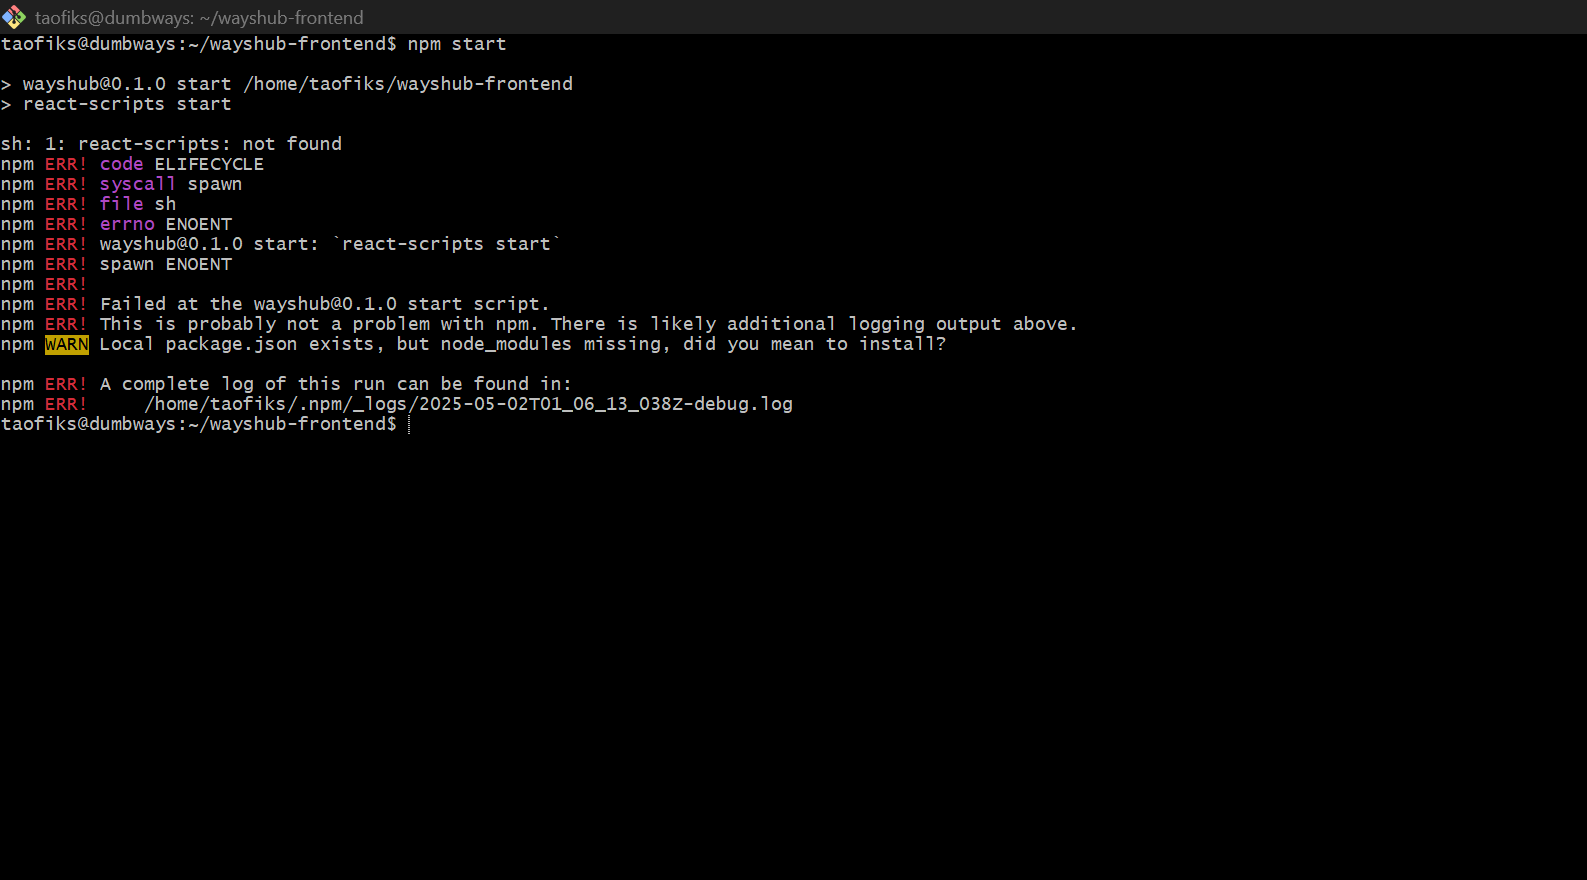 taofiks@dumbways: ~/wayshub-frontend
taofiks@dumbways:~/wayshub-frontend$ npm start
> wayshub@0.1.0 start /home/taofiks/wayshub-frontend
> react-scripts start
sh: 1: react-scripts: not found
npm ERR! code ELIFECYCLE
npm ERR! syscall spawn
npm ERR! file sh
npm ERR! errno ENOENT
npm ERR! wayshub@0.1.0 start: `react-scripts start`
npm ERR! spawn ENOENT
npm ERR!
npm ERR! Failed at the wayshub@0.1.0 start script.
npm ERR! This is probably not a problem with npm. There is likely additional logging output above.
npm WARN Local package.json exists, but node_modules missing, did you mean to install?
npm ERR! A complete log of this run can be found in:
npm ERR!     /home/taofiks/.npm/_logs/2025-05-02T01_06_13_038Z-debug.log
taofiks@dumbways:~/wayshub-frontend$